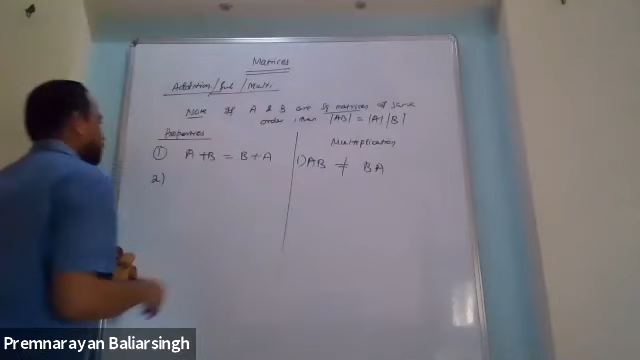 Matrices
Addition / Sub / Multi
Note If A & B are Sq matrices of same
order, then |AB| = |A| |B|
Properties
Multiplication
① A + B = B + A
1) AB ≠ BA
2)
Premnarayan Baliarsingh